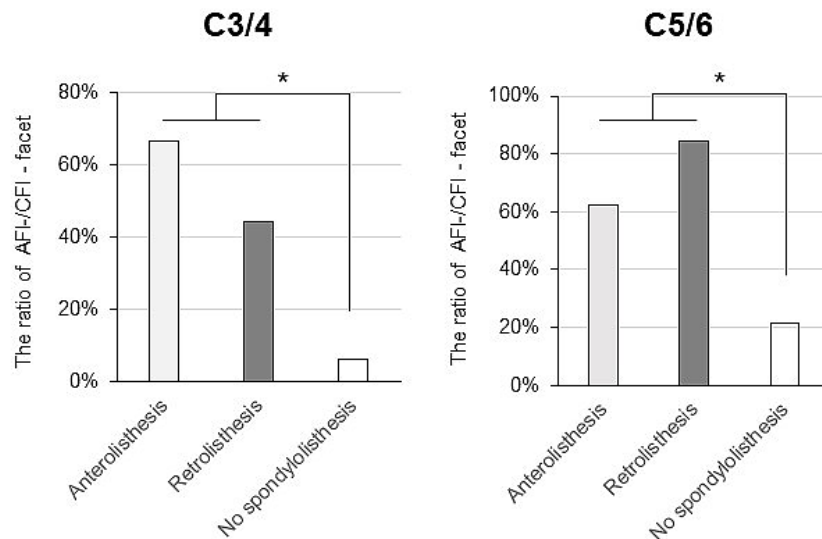 C3/4
The ratio of AFI-/CFI - facet
80%
60%
40%
20%
0%
*
Anterolisthesis
Retrolisthesis
No spondylolisthesis
C5/6
The ratio of AFI-/CFI - facet
100%
80%
60%
40%
20%
0%
*
Anterolisthesis
Retrolisthesis
No spondylolisthesis